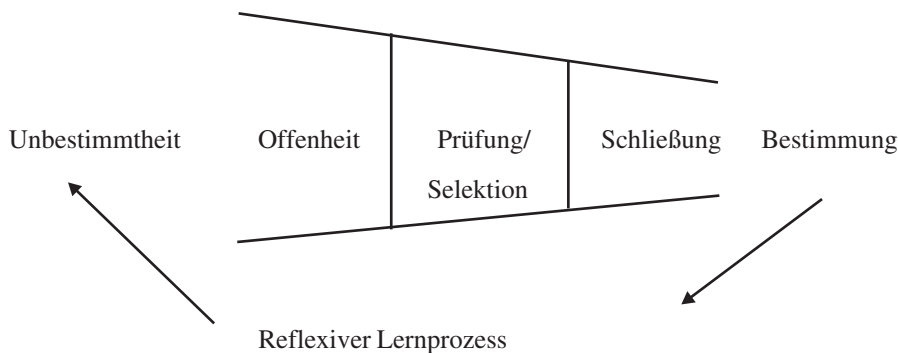 Unbestimmtheit Offenheit Prüfung/ Schließung Bestimmung
Selektion
Reflexiver Lernprozess